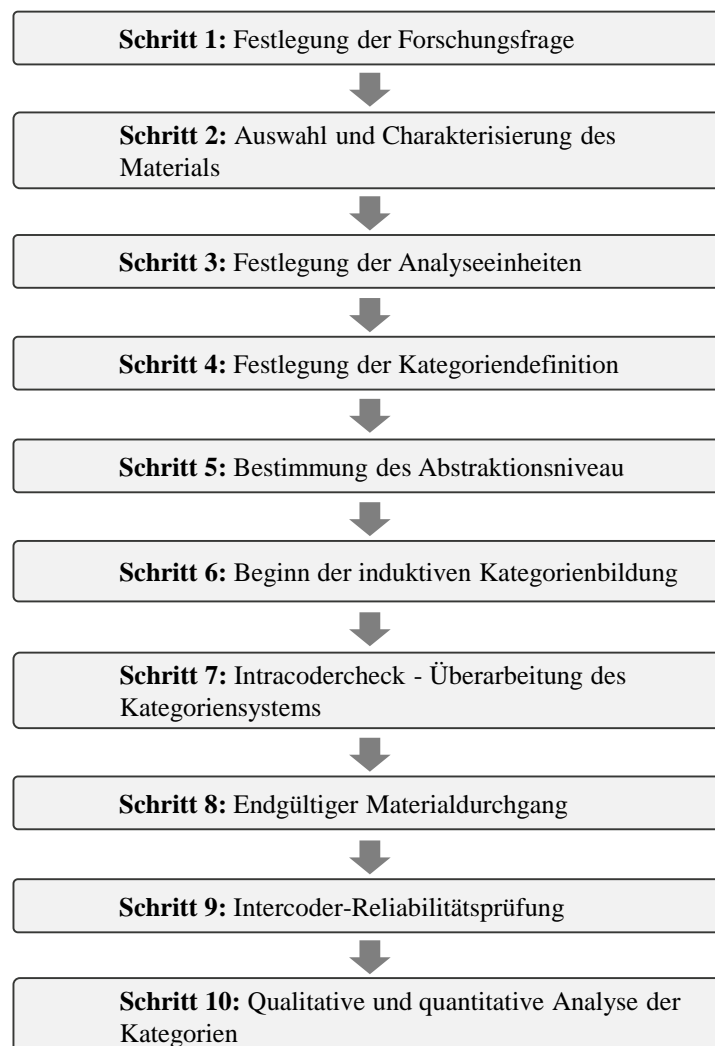 Schritt 1: Festlegung der Forschungsfrage
Schritt 2: Auswahl und Charakterisierung des
Materials
Schritt 3: Festlegung der Analyseeinheiten
Schritt 4: Festlegung der Kategoriendefinition
Schritt 5: Bestimmung des Abstraktionsniveau
Schritt 6: Beginn der induktiven Kategorienbildung
Schritt 7: Intracodercheck - Überarbeitung des
Kategoriensystems
Schritt 8: Endgültiger Materialdurchgang
Schritt 9: Intercoder-Reliabilitätsprüfung
Schritt 10: Qualitative und quantitative Analyse der
Kategorien